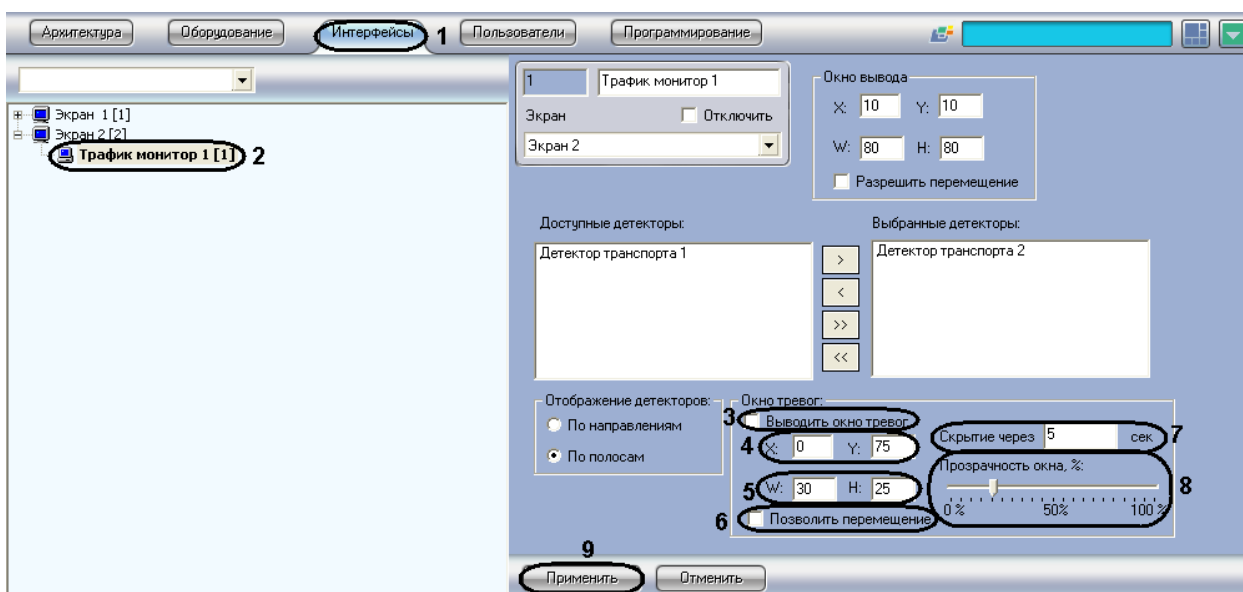 Архитектура Оборудование Интерфейсы 1 Пользователи Программирование
Экран 1 [1]
Экран 2 [2]
Трафик монитор 1 [1] 2
1 Трафик монитор 1
Экран Отключить
Экран 2
Окно вывода
X: 10 Y: 10
W: 80 H: 80
Разрешить перемещение
Доступные детекторы:
Детектор транспорта 1
>
<
>>
<<
Выбранные детекторы:
Детектор транспорта 2
Отображение детекторов:
По направлениям
По полосам
Окно тревог:
3 Выводить окно тревог
4 X: 0 Y: 75
5 W: 30 H: 25
6 Позволить перемещение
Скрытие через 5 сек 7
Прозрачность окна, %:
8
0 % 50% 100 %
9
Применить Отменить